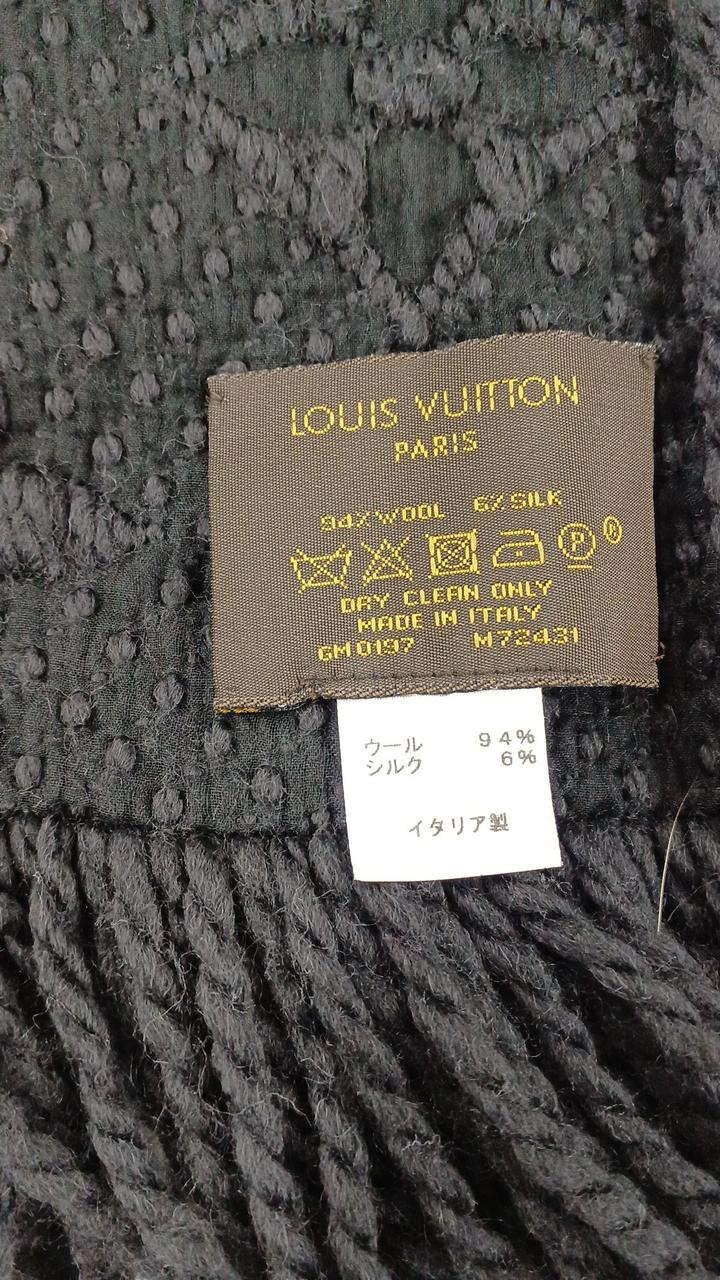 LOUIS VUITTON
PARIS
94% WOOL 6% SILK
P ®
DRY CLEAN ONLY
MADE IN ITALY
GM0197 M72431
ウール 94%
シルク 6%
イタリア製